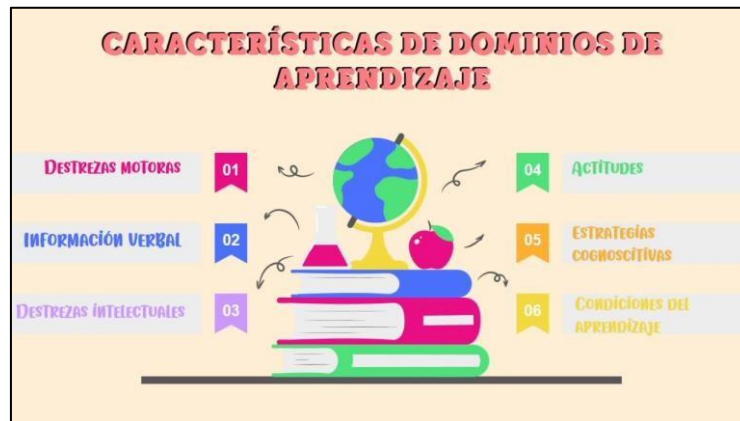 CARACTERÍSTICAS DE DOMINIOS DE
APRENDIZAJE
DESTREZAS MOTORAS
01
INFORMACIÓN VERBAL
02
DESTREZAS INTELECTUALES
03
04
ACTITUDES
05
ESTRATEGIAS
COGNOSCITIVAS
06
CONDICIONES DEL
APRENDIZAJE